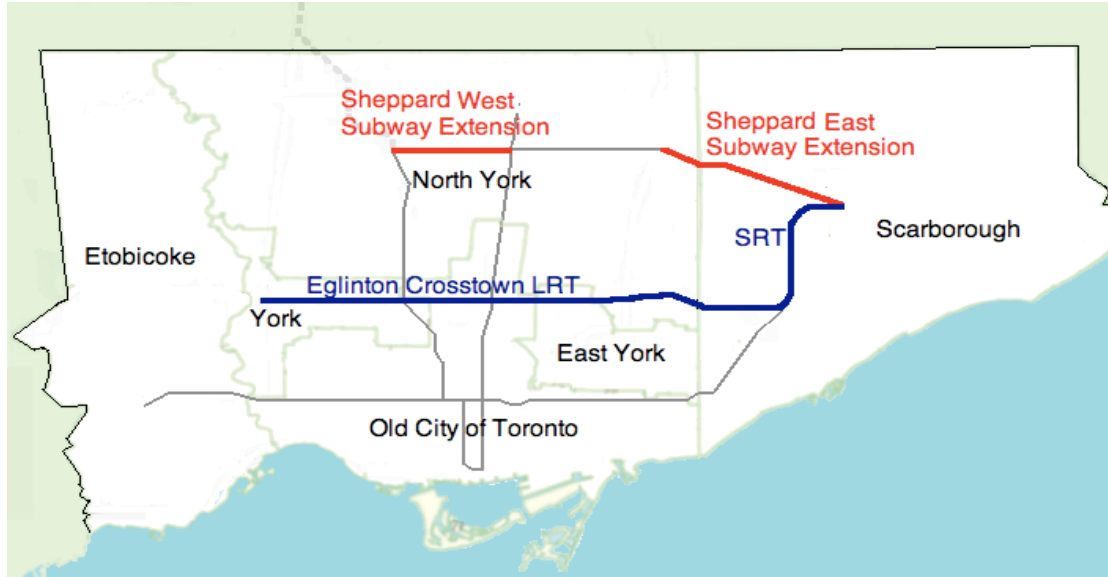 Sheppard West
Subway Extension
Sheppard East
Subway Extension
North York
Scarborough
SRT
Etobicoke
Eglinton Crosstown LRT
York
East York
Old City of Toronto